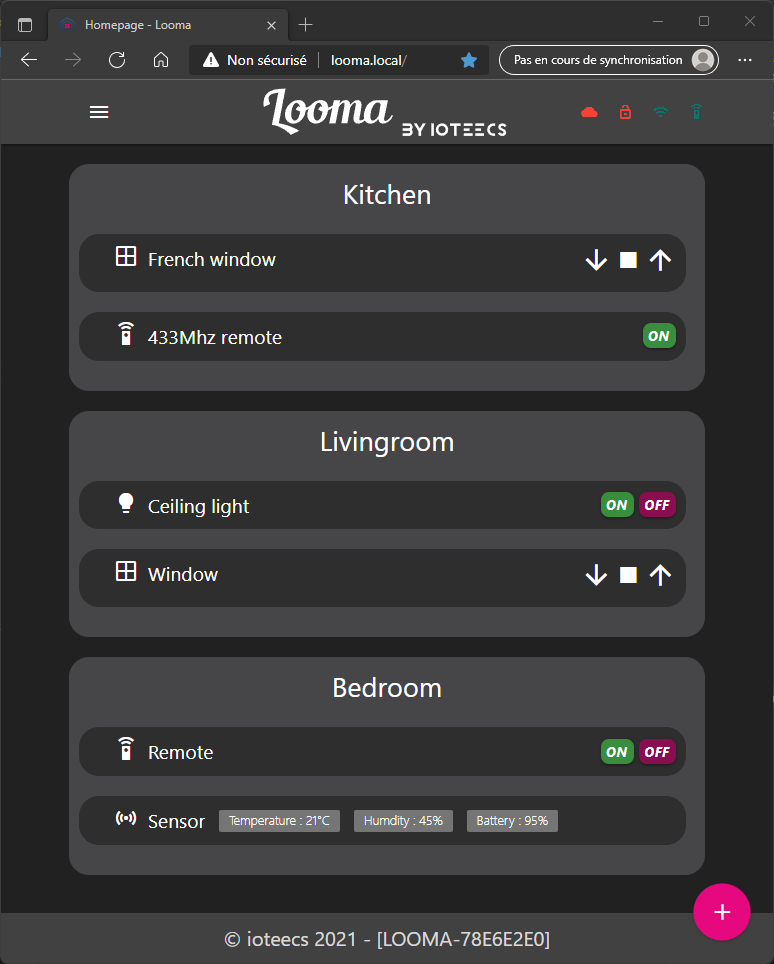 Homepage - Looma
Non sécurisé looma.local/ Pas en cours de synchronisation
Looma BY IOTEECS
Kitchen
French window
433Mhz remote ON
Livingroom
Ceiling light ON OFF
Window
Bedroom
Remote ON OFF
Sensor Temperature : 21°C Humdity : 45% Battery : 95%
© ioteecs 2021 - [LOOMA-78E6E2E0]